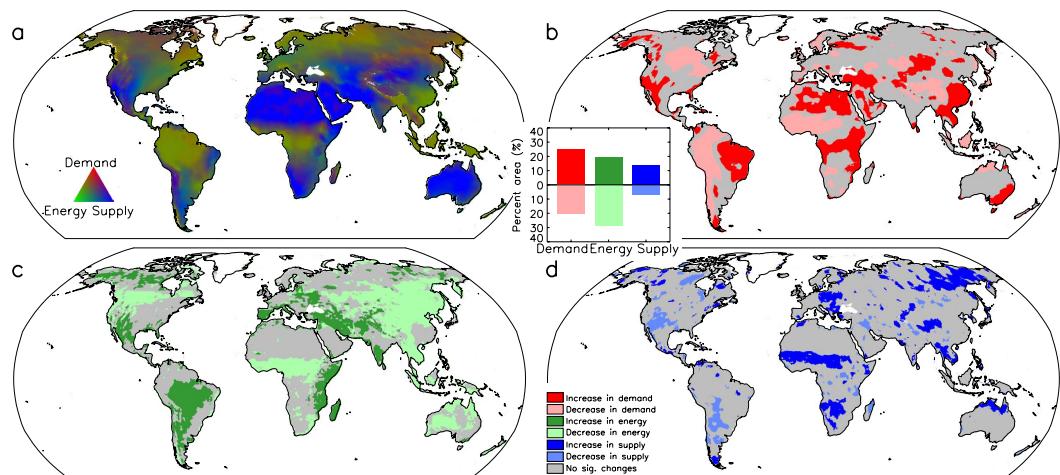 a
b
Demand
Energy Supply
Percent area (%)
40
30
20
10
0
10
20
30
40
Demand Energy Supply
c
d
Increase in demand
Decrease in demand
Increase in energy
Decrease in energy
Increase in supply
Decrease in supply
No sig. changes